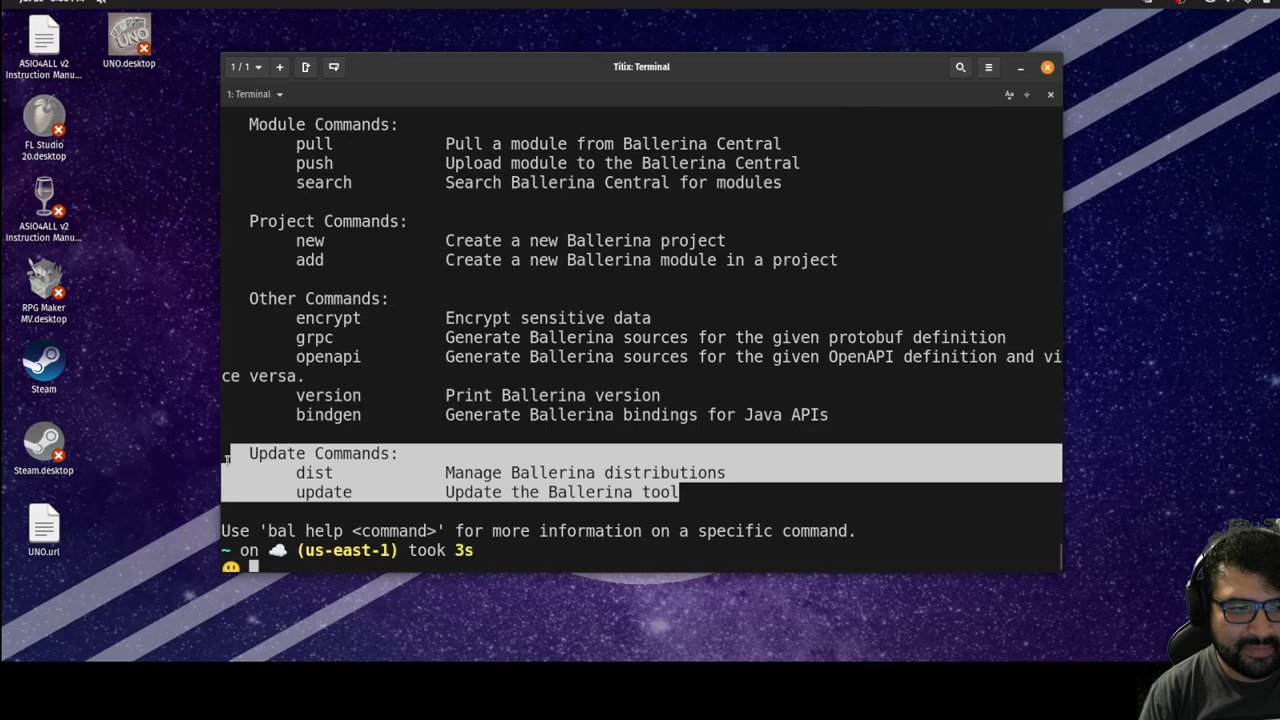 ASIO4ALL v2
Instruction Manu...
UNO
UNO.desktop
FL Studio
20.desktop
ASIO4ALL v2
Instruction Manu...
RPG Maker
MV.desktop
Steam
Steam.desktop
UNO.url
1 / 1
Tilix: Terminal
1: Terminal
Module Commands:
pull Pull a module from Ballerina Central
push Upload module to the Ballerina Central
search Search Ballerina Central for modules
Project Commands:
new Create a new Ballerina project
add Create a new Ballerina module in a project
Other Commands:
encrypt Encrypt sensitive data
grpc Generate Ballerina sources for the given protobuf definition
openapi Generate Ballerina sources for the given OpenAPI definition and vi
ce versa.
version Print Ballerina version
bindgen Generate Ballerina bindings for Java APIs
Update Commands:
dist Manage Ballerina distributions
update Update the Ballerina tool
Use 'bal help <command>' for more information on a specific command.
~ on ☁️ (us-east-1) took 3s